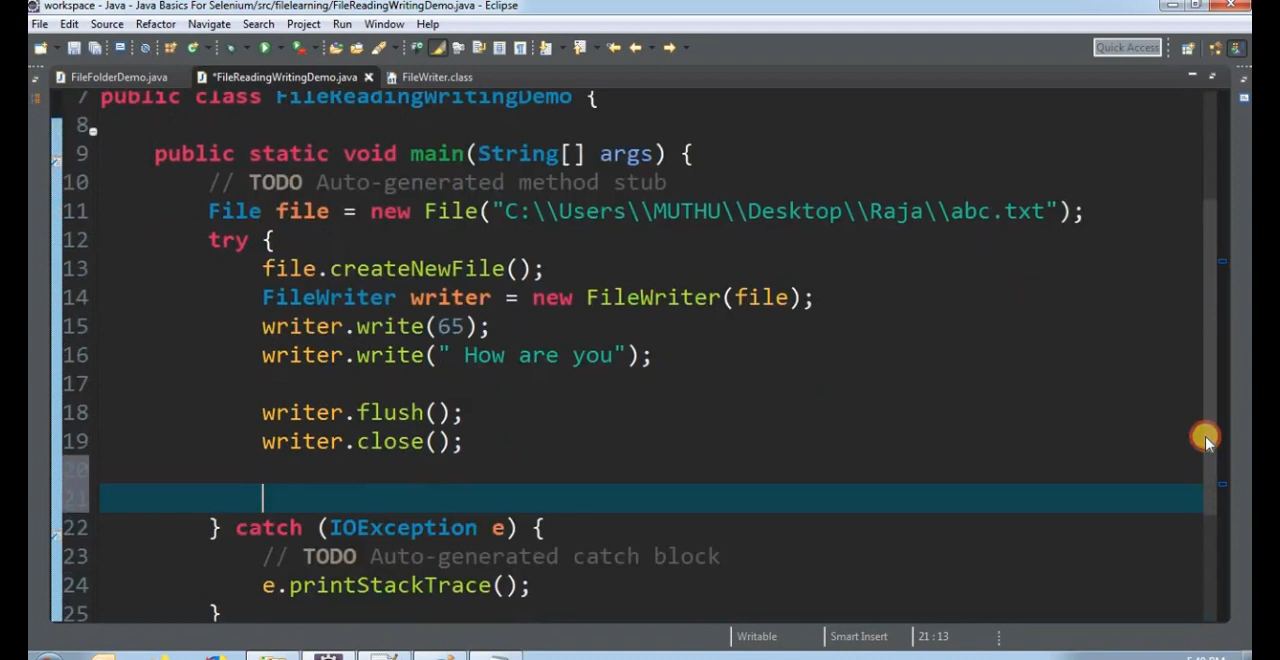 workspace - Java - Java Basics For Selenium/src/filelearning/FileReadingWritingDemo.java - Eclipse
File Edit Source Refactor Navigate Search Project Run Window Help
Quick Access
FileFolderDemo.java *FileReadingWritingDemo.java FileWriter.class
7 public class FileReadingWritingDemo {
8
9 public static void main(String[] args) {
10 // TODO Auto-generated method stub
11 File file = new File("C:\\Users\\MUTHU\\Desktop\\Raja\\abc.txt");
12 try {
13 file.createNewFile();
14 FileWriter writer = new FileWriter(file);
15 writer.write(65);
16 writer.write(" How are you");
17
18 writer.flush();
19 writer.close();
20
21
22 } catch (IOException e) {
23 // TODO Auto-generated catch block
24 e.printStackTrace();
25 }
Writable Smart Insert 21 : 13